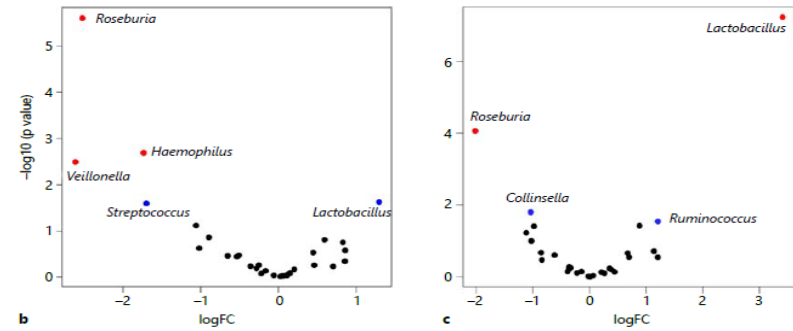 Roseburia
5
4
3
2
1
0
−log10 (p value)
Haemophilus
Veillonella
Streptococcus
Lactobacillus
−2
−1
0
1
b
logFC
Lactobacillus
6
4
2
0
Roseburia
Collinsella
Ruminococcus
−2
−1
0
1
2
3
c
logFC